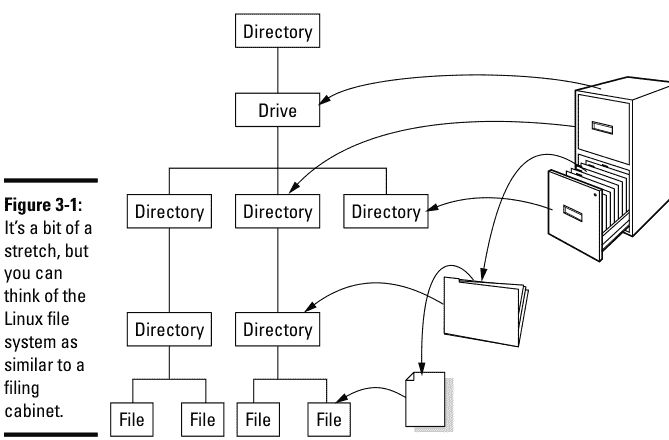 Directory
Drive
Directory Directory Directory
Directory Directory
File File File File
Figure 3-1:
It's a bit of a
stretch, but
you can
think of the
Linux file
system as
similar to a
filing
cabinet.